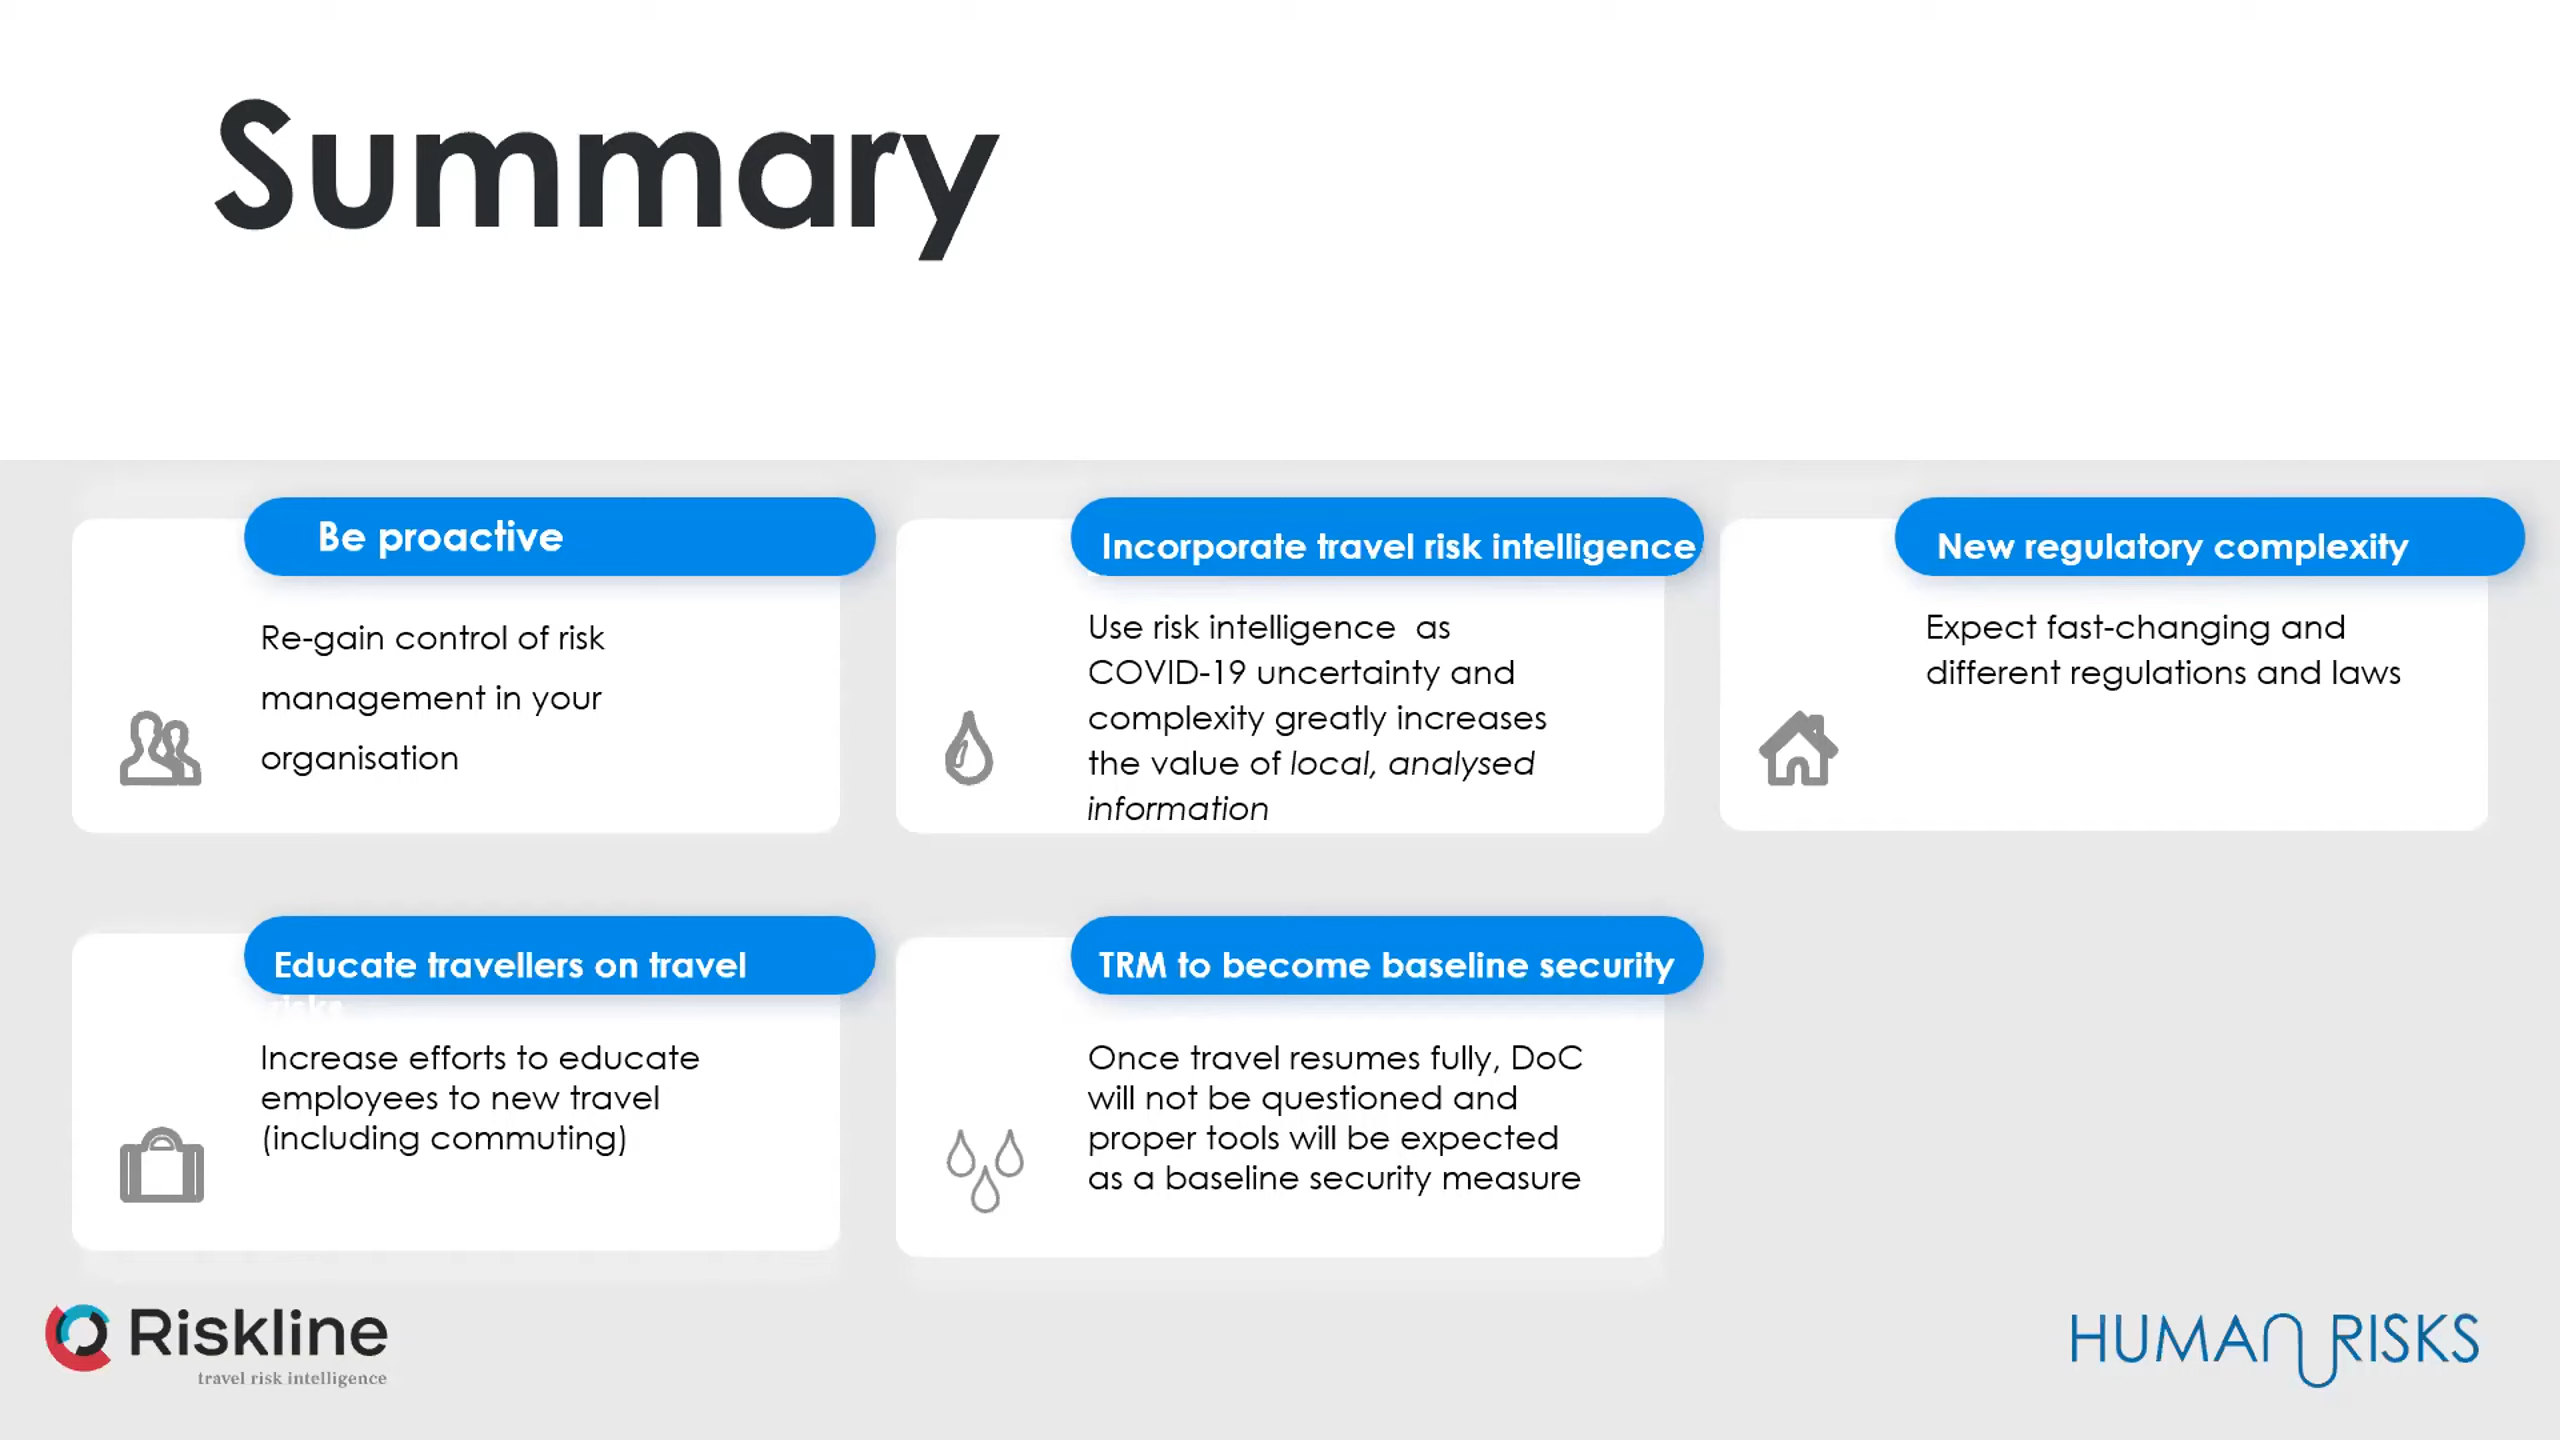 Summary
Be proactive
Re-gain control of risk
management in your
organisation
Incorporate travel risk intelligence
Use risk intelligence  as
COVID-19 uncertainty and
complexity greatly increases
the value of local, analysed
information
New regulatory complexity
Expect fast-changing and
different regulations and laws
Educate travellers on travel
risks
Increase efforts to educate
employees to new travel
(including commuting)
TRM to become baseline security
Once travel resumes fully, DoC
will not be questioned and
proper tools will be expected
as a baseline security measure
Riskline
travel risk intelligence
HUMAN RISKS